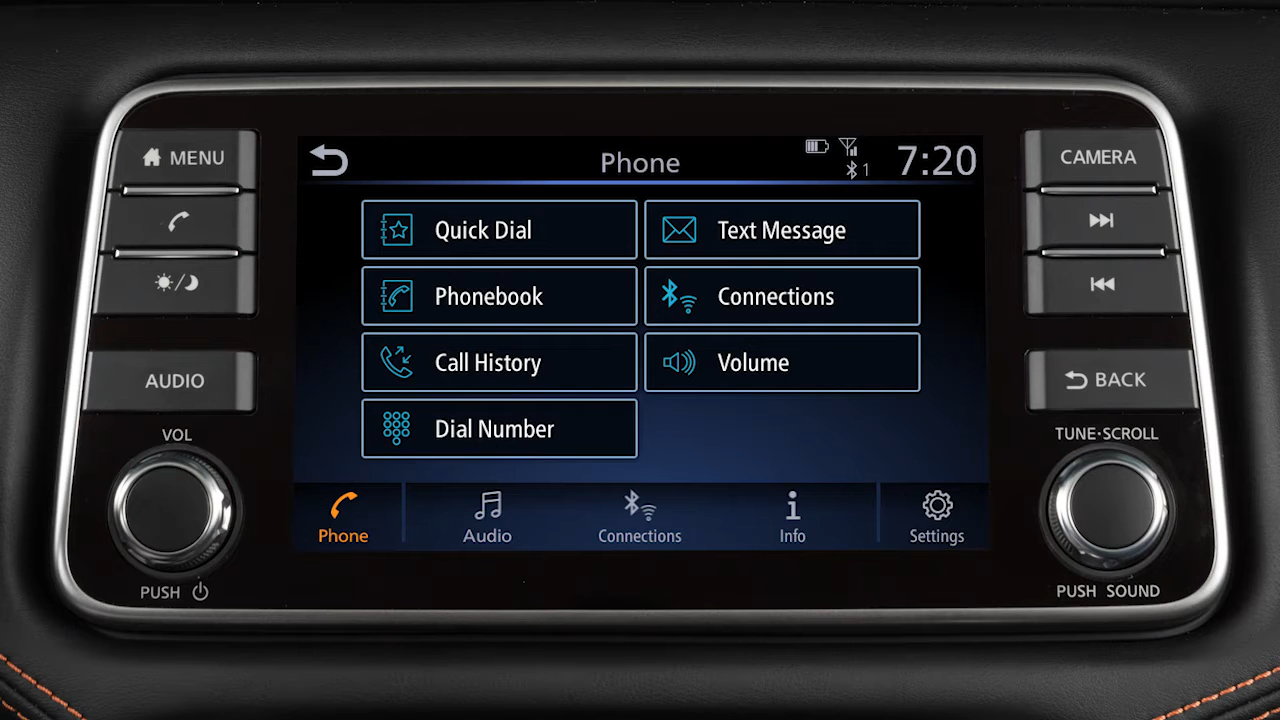 MENU
CAMERA
Phone
1
7:20
Quick Dial
Text Message
Phonebook
Connections
Call History
Volume
Dial Number
AUDIO
BACK
VOL
TUNE·SCROLL
Phone
Audio
Connections
Info
Settings
PUSH
PUSH SOUND